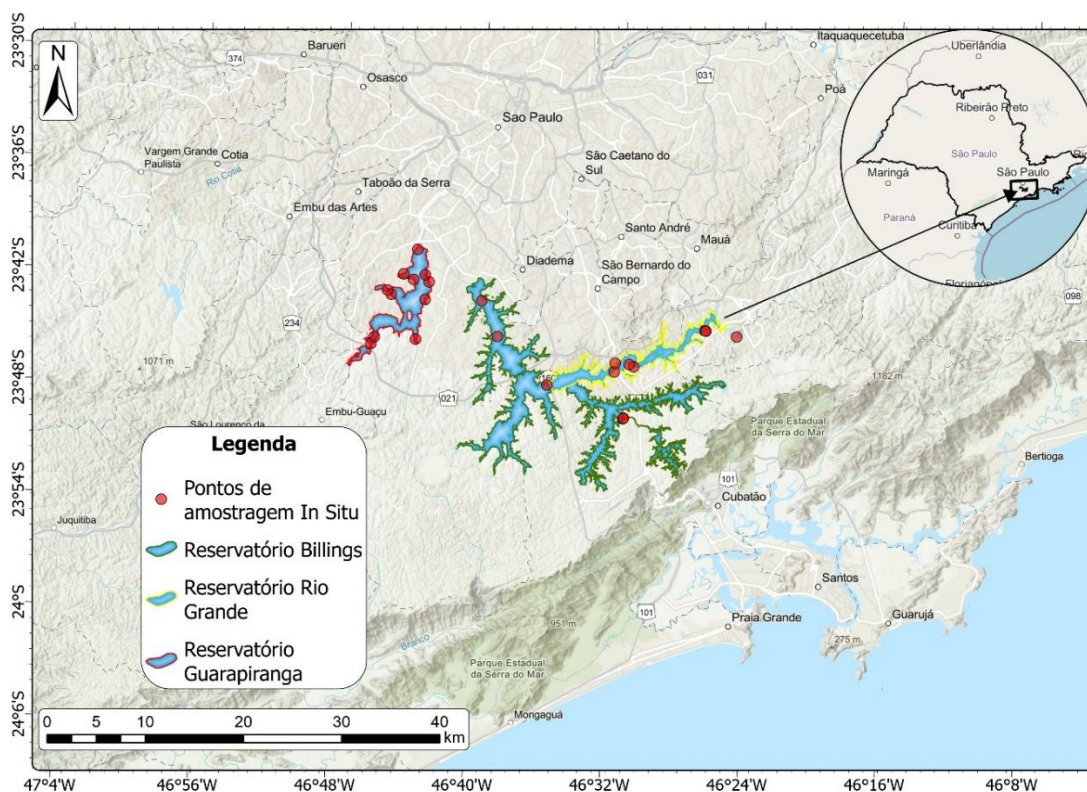 N
23°30'S
23°36'S
23°42'S
23°48'S
23°54'S
24°S
24°6'S
374
Barueri
Osasco
031
Itaquaquecetuba
Poá
Sao Paulo
Vargem Grande
Paulista
Cotia
Rio Cotia
São Caetano do
Sul
Taboão da Serra
Embu das Artes
Santo André
Mauá
Diadema
São Bernardo do
Campo
234
098
1071 m
021
160
1182 m
Embu-Guaçu
São Lourenço da
Parque Estadual
da Serra do Mar
Bertioga
101
Cubatão
Juquitiba
Santos
101
Praia Grande
Guarujá
Branco
951 m
275 m
Parque Estadual
da Serra do Mar
Mongaguá
Uberlândia
Ribeirão Preto
São Paulo
Maringá
São Paulo
Paraná
Curitiba
Florianópolis
Legenda
Pontos de
amostragem In Situ
Reservatório Billings
Reservatório Rio
Grande
Reservatório
Guarapiranga
0 5 10 20 30 40
km
47°4'W 46°56'W 46°48'W 46°40'W 46°32'W 46°24'W 46°16'W 46°8'W